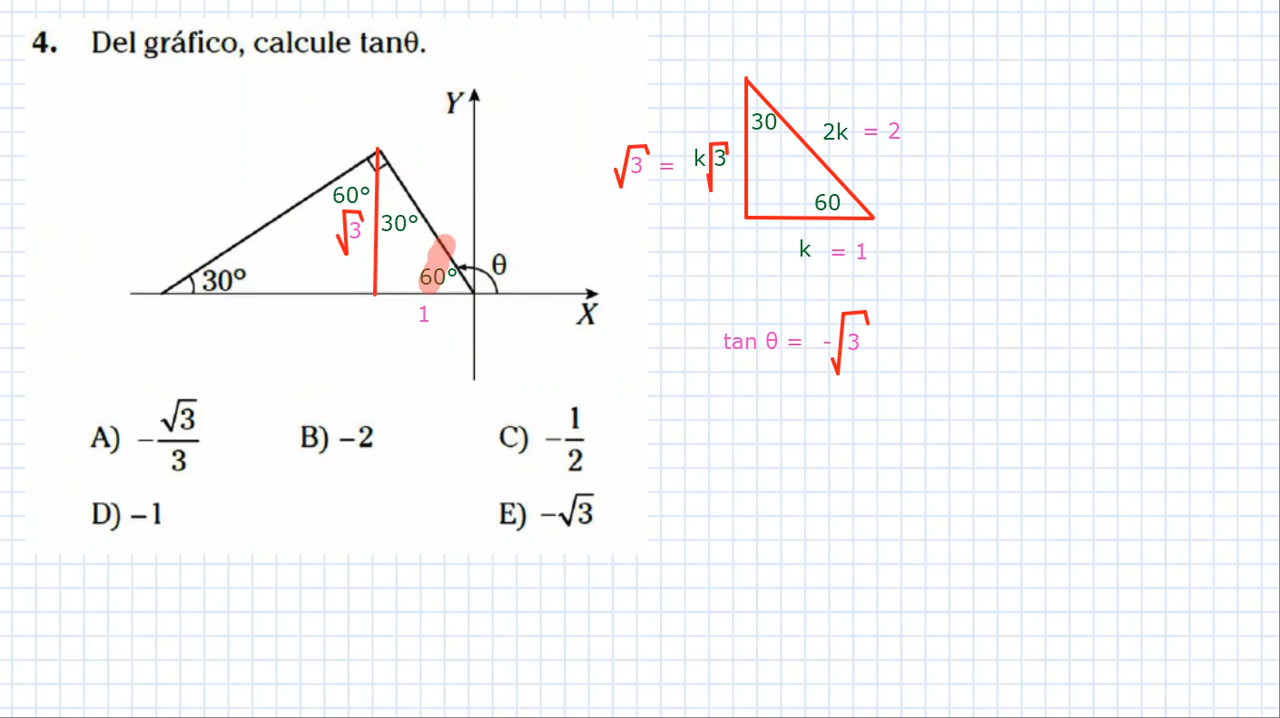 4. Del gráfico, calcule tanθ.
Y
30
2k = 2
√3 = k√3
60°
60
√3
30°
k = 1
30°
60°
θ
1
X
tan θ = -√3
A) -√3/3
B) -2
C) -1/2
D) -1
E) -√3